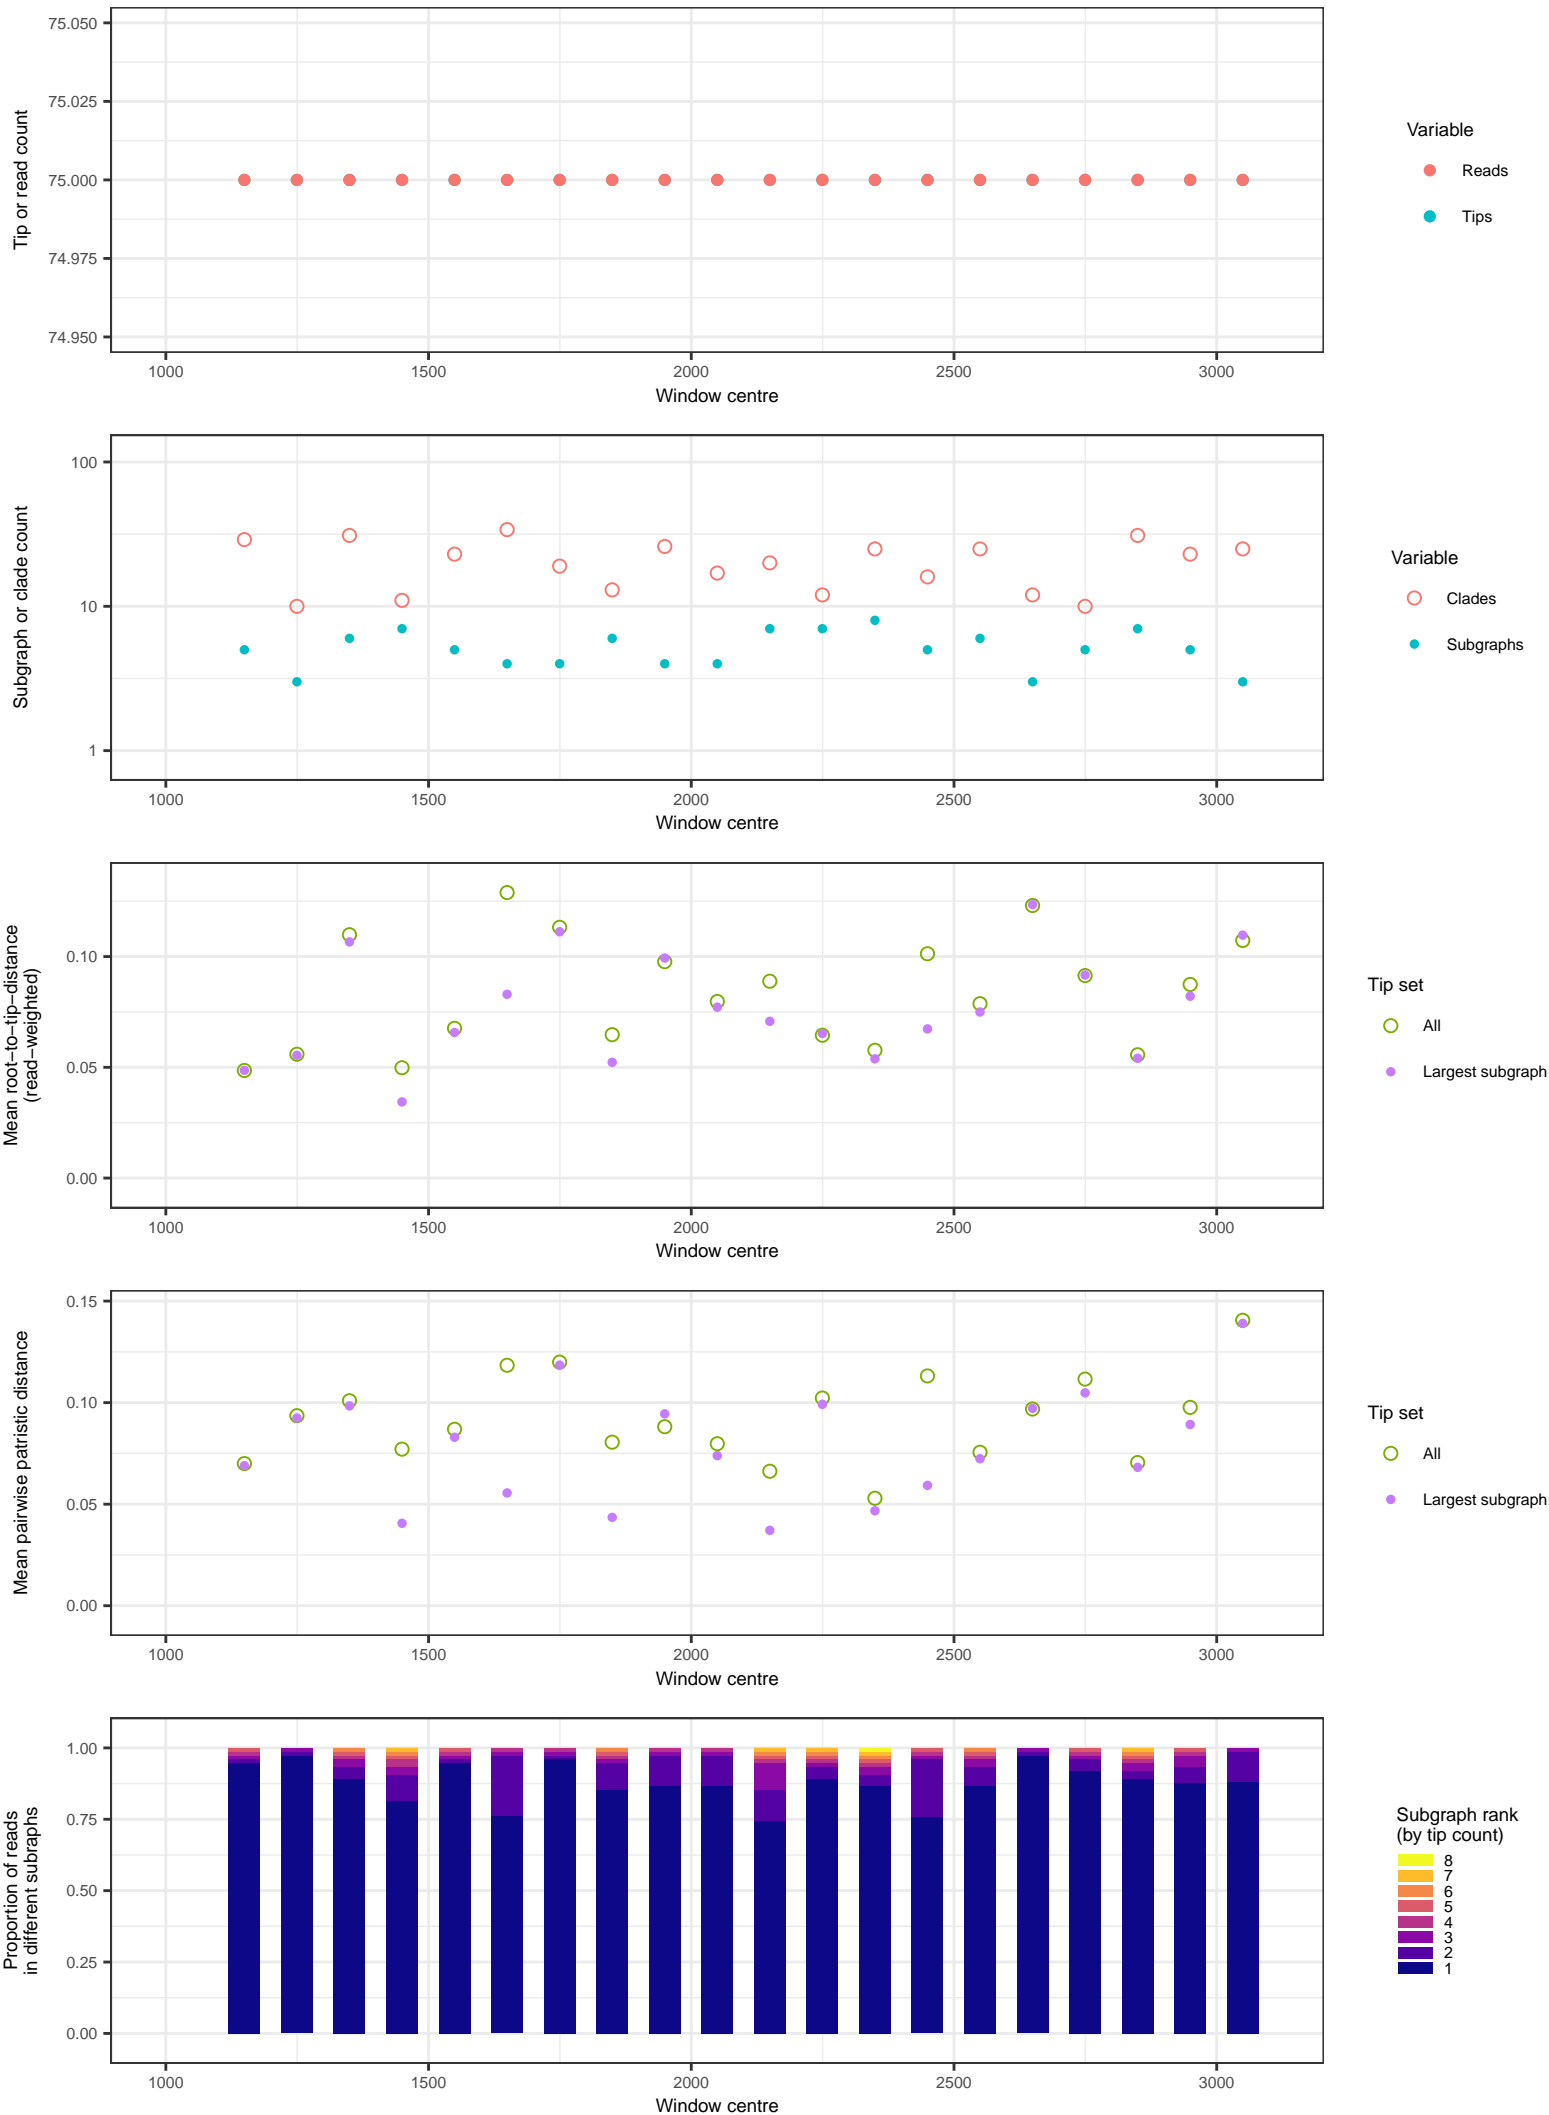 75.050
75.025
75.000
74.975
74.950
Tip or read count
1000 1500 2000 2500 3000
Window centre
Variable
Reads
Tips
100
10
1
Subgraph or clade count
1000 1500 2000 2500 3000
Window centre
Variable
Clades
Subgraphs
0.10
0.05
0.00
Mean root−to−tip−distance
(read−weighted)
1000 1500 2000 2500 3000
Window centre
Tip set
All
Largest subgraph
0.15
0.10
0.05
0.00
Mean pairwise patristic distance
1000 1500 2000 2500 3000
Window centre
Tip set
All
Largest subgraph
1.00
0.75
0.50
0.25
0.00
Proportion of reads
in different subraphs
1000 1500 2000 2500 3000
Window centre
Subgraph rank
(by tip count)
8
7
6
5
4
3
2
1